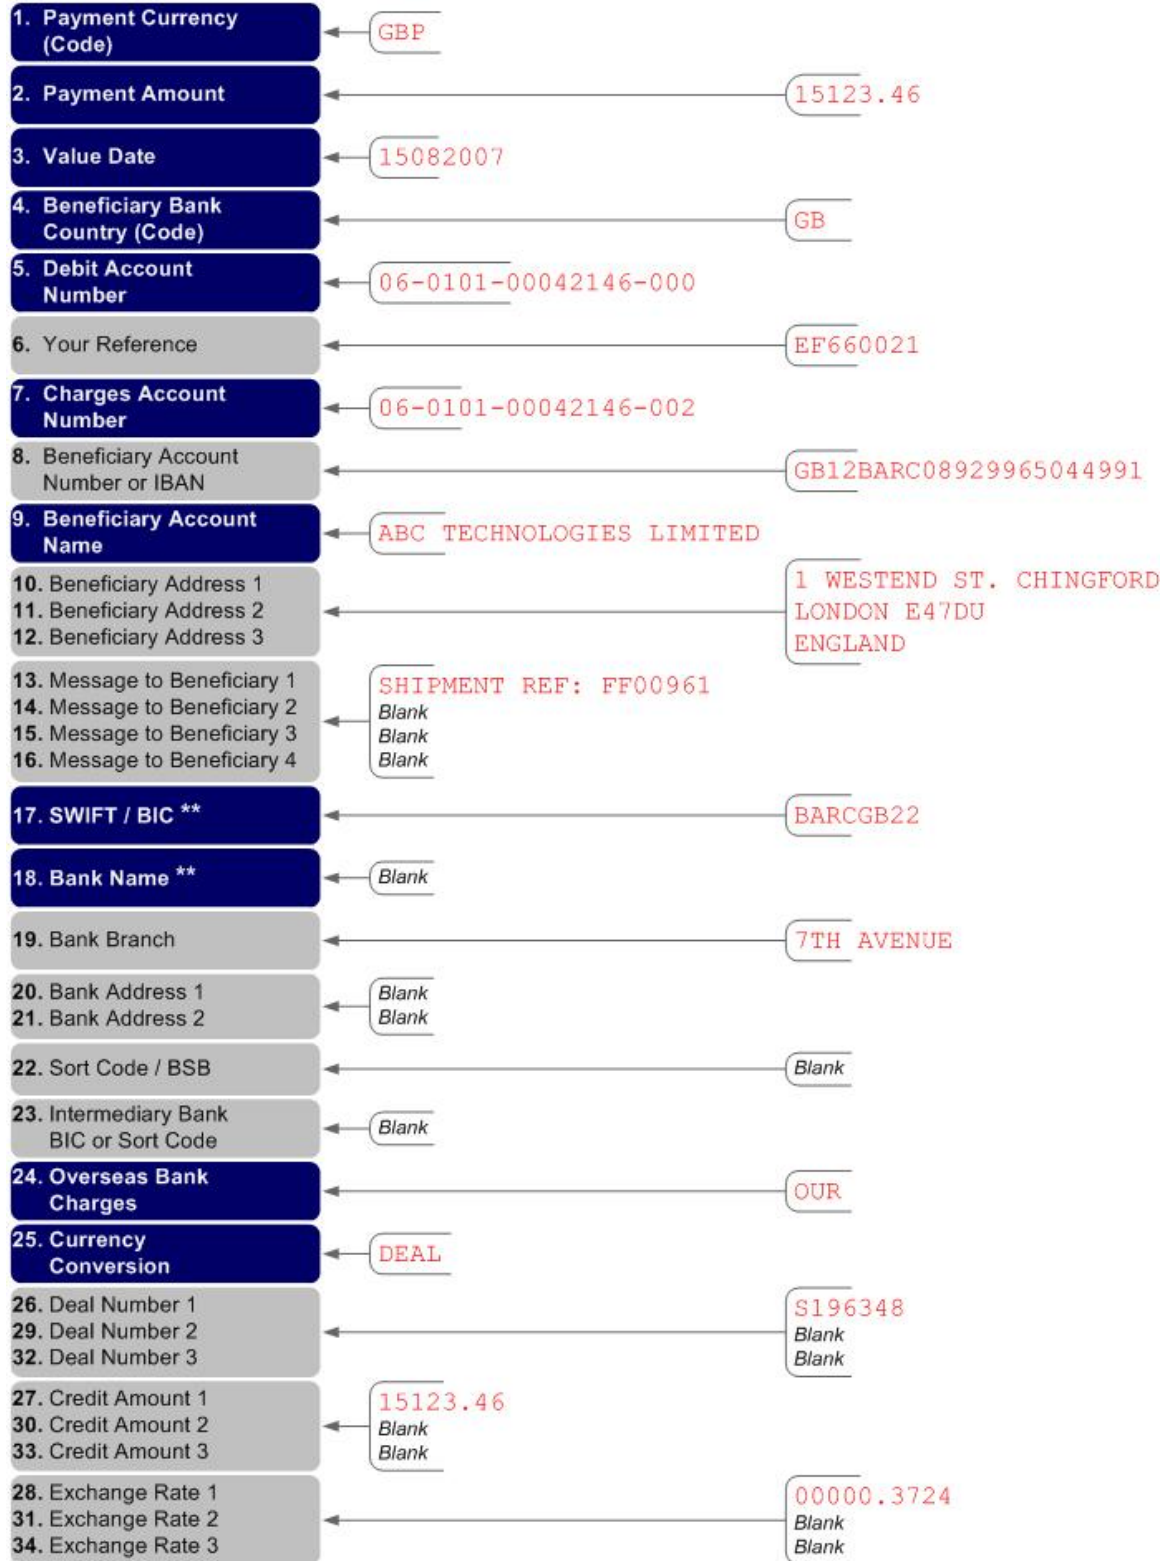 1. Payment Currency
(Code)
GBP
2. Payment Amount
15123.46
3. Value Date
15082007
4. Beneficiary Bank
Country (Code)
GB
5. Debit Account
Number
06-0101-00042146-000
6. Your Reference
EF660021
7. Charges Account
Number
06-0101-00042146-002
8. Beneficiary Account
Number or IBAN
GB12BARC08929965044991
9. Beneficiary Account
Name
ABC TECHNOLOGIES LIMITED
10. Beneficiary Address 1
11. Beneficiary Address 2
12. Beneficiary Address 3
1 WESTEND ST. CHINGFORD
LONDON E47DU
ENGLAND
13. Message to Beneficiary 1
14. Message to Beneficiary 2
15. Message to Beneficiary 3
16. Message to Beneficiary 4
SHIPMENT REF: FF00961
Blank
Blank
Blank
17. SWIFT / BIC **
BARCGB22
18. Bank Name **
Blank
19. Bank Branch
7TH AVENUE
20. Bank Address 1
21. Bank Address 2
Blank
Blank
22. Sort Code / BSB
Blank
23. Intermediary Bank
BIC or Sort Code
Blank
24. Overseas Bank
Charges
OUR
25. Currency
Conversion
DEAL
26. Deal Number 1
29. Deal Number 2
32. Deal Number 3
S196348
Blank
Blank
27. Credit Amount 1
30. Credit Amount 2
33. Credit Amount 3
15123.46
Blank
Blank
28. Exchange Rate 1
31. Exchange Rate 2
34. Exchange Rate 3
00000.3724
Blank
Blank